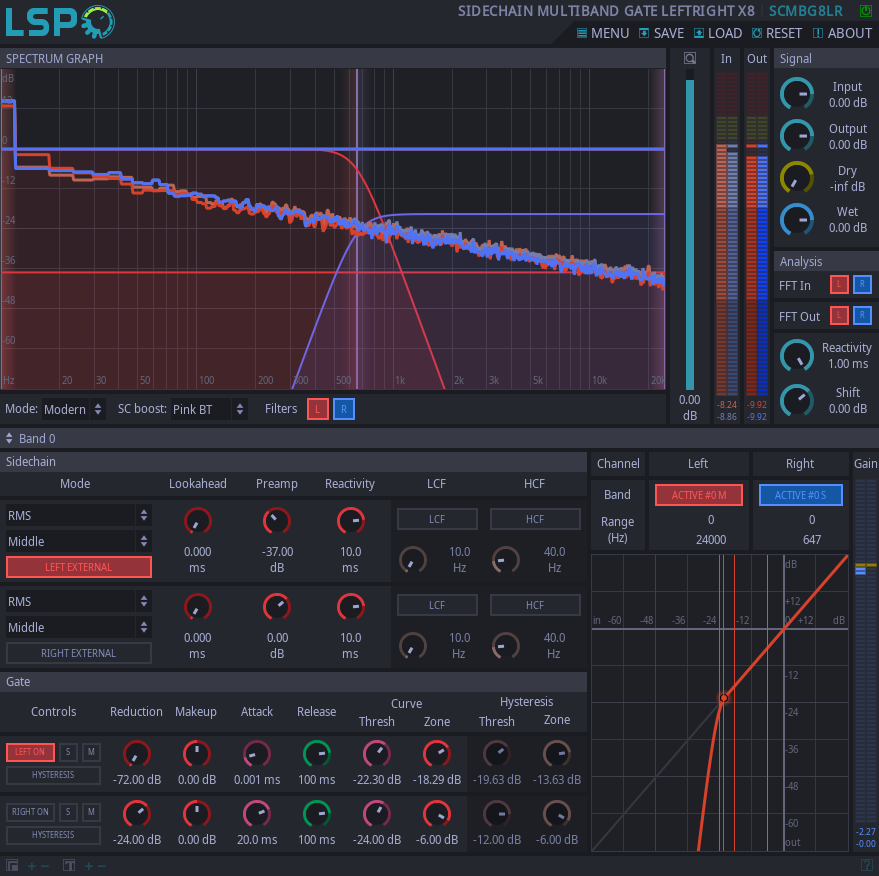 LSP
SIDECHAIN MULTIBAND GATE LEFTRIGHT X8 SCMBG8LR
MENU SAVE LOAD RESET ABOUT
SPECTRUM GRAPH
In Out Signal
dB
12
0
-12
-24
-36
-48
-60
Hz 20 30 50 100 200 300 500 1k 2k 3k 5k 10k 20k
0.00
dB
-8.24 -9.92
-8.86 -9.92
Input
0.00 dB
Output
0.00 dB
Dry
-inf dB
Wet
0.00 dB
Analysis
FFT In L R
FFT Out L R
Reactivity
1.00 ms
Shift
0.00 dB
Mode: Modern SC boost: Pink BT Filters L R
Band 0
Sidechain
Mode Lookahead Preamp Reactivity LCF HCF
RMS
Middle
LEFT EXTERNAL
0.000 -37.00 10.0
ms dB ms
LCF HCF
10.0 40.0
Hz Hz
RMS
Middle
RIGHT EXTERNAL
0.000 0.00 10.0
ms dB ms
LCF HCF
10.0 40.0
Hz Hz
Gate
Controls Reduction Makeup Attack Release Curve Hysteresis
Thresh Zone Thresh Zone
LEFT ON S M
HYSTERESIS
-72.00 dB 0.00 dB 0.001 ms 100 ms -22.30 dB -18.29 dB -19.63 dB -13.63 dB
RIGHT ON S M
HYSTERESIS
-24.00 dB 0.00 dB 20.0 ms 100 ms -24.00 dB -6.00 dB -12.00 dB -6.00 dB
Channel Left Right Gain
Band ACTIVE #0 M ACTIVE #0 S
Range 0 0
(Hz) 24000 647
dB
+12
in -60 -48 -36 -24 -12 +12 dB
-12
-24
-36
-48
-60
out
-2.27
-0.00